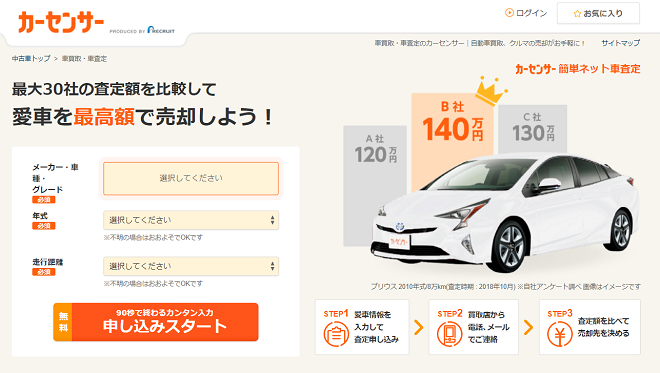 カーセンサー
PRODUCED BY RECRUIT
ログイン
☆お気に入り
車買取・車査定のカーセンサー｜自動車買取、クルマの売却がお手軽に！ サイトマップ
中古車トップ > 車買取・車査定
カーセンサー 簡単ネット車査定
最大30社の査定額を比較して
愛車を最高額で売却しよう！
メーカー・車
種・
グレード
必須
選択してください
年式
必須
選択してください
※不明の場合はおおよそでOKです
走行距離
必須
選択してください
※不明の場合はおおよそでOKです
無料
90秒で終わるカンタン入力
申し込みスタート
A社
120万円
B社
140万円
C社
130万円
カーセンサー
プリウス 2010年式/8万km(査定時期：2018年10月) ※自社アンケート調べ 画像はイメージです
STEP1
愛車情報を
入力して
査定申し込み
STEP2
買取店から
電話、メール
でご連絡
STEP3
査定額を比べて
売却先を決める